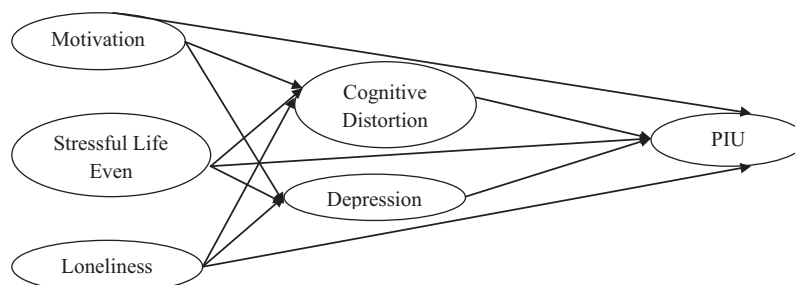 Motivation
Cognitive
Distortion
Stressful Life
Even
PIU
Depression
Loneliness